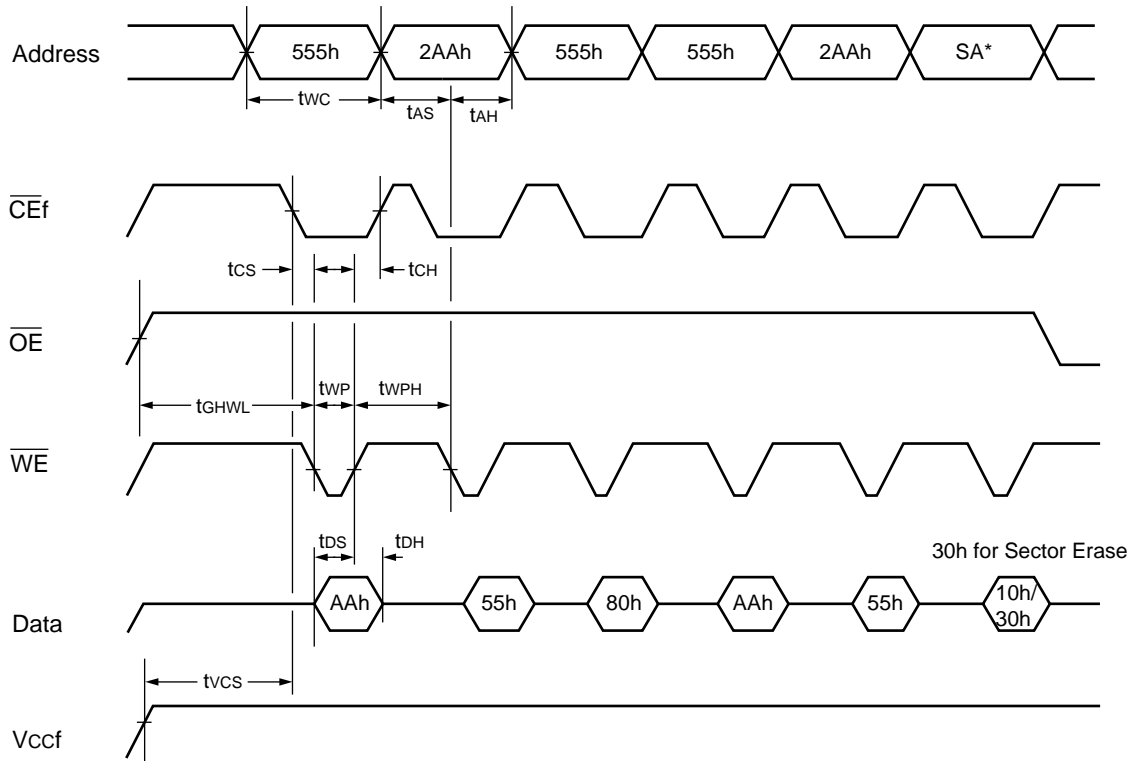 Address 555h 2AAh 555h 555h 2AAh SA*
tWC tAS tAH
CEf
tCS tCH
OE
tGHWL tWP tWPH
WE
tDS tDH
30h for Sector Erase
Data AAh 55h 80h AAh 55h 10h/
30h
tVCS
VCCf